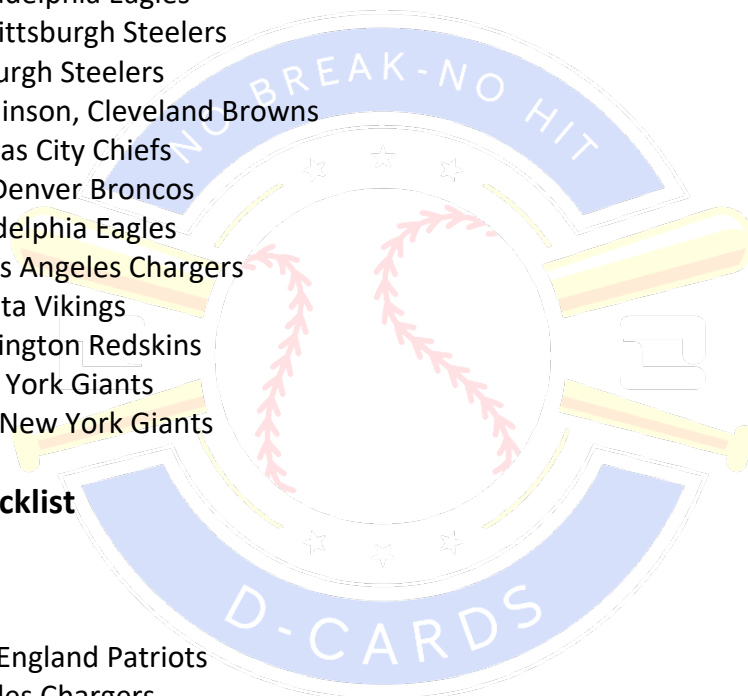 Eagles
ittsburgh Steelers
urgh Steelers
inson, Cleveland Browns
as City Chiefs
Denver Broncos
delphia Eagles
s Angeles Chargers
ta Vikings
ington Redskins
York Giants
New York Giants
cklist
England Patriots
Chargers
NO BREAK-NO HIT
D-CARDS